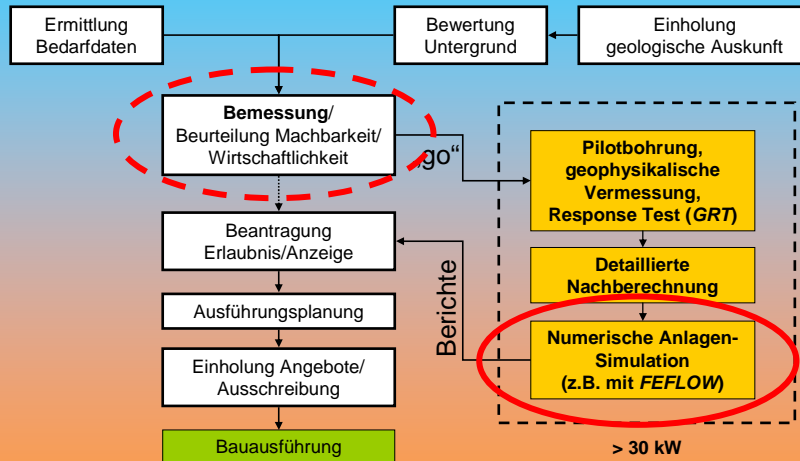 Ermittlung
Bedarfdaten
Bewertung
Untergrund
Einholung
geologische Auskunft
Bemessung/
Beurteilung Machbarkeit/
Wirtschaftlichkeit
„go“
Pilotbohrung,
geophysikalische
Vermessung,
Response Test (GRT)
Beantragung
Erlaubnis/Anzeige
Detaillierte
Nachberechnung
Berichte
Ausführungsplanung
Numerische Anlagen-
Simulation
(z.B. mit FEFLOW)
Einholung Angebote/
Ausschreibung
Bauausführung
> 30 kW